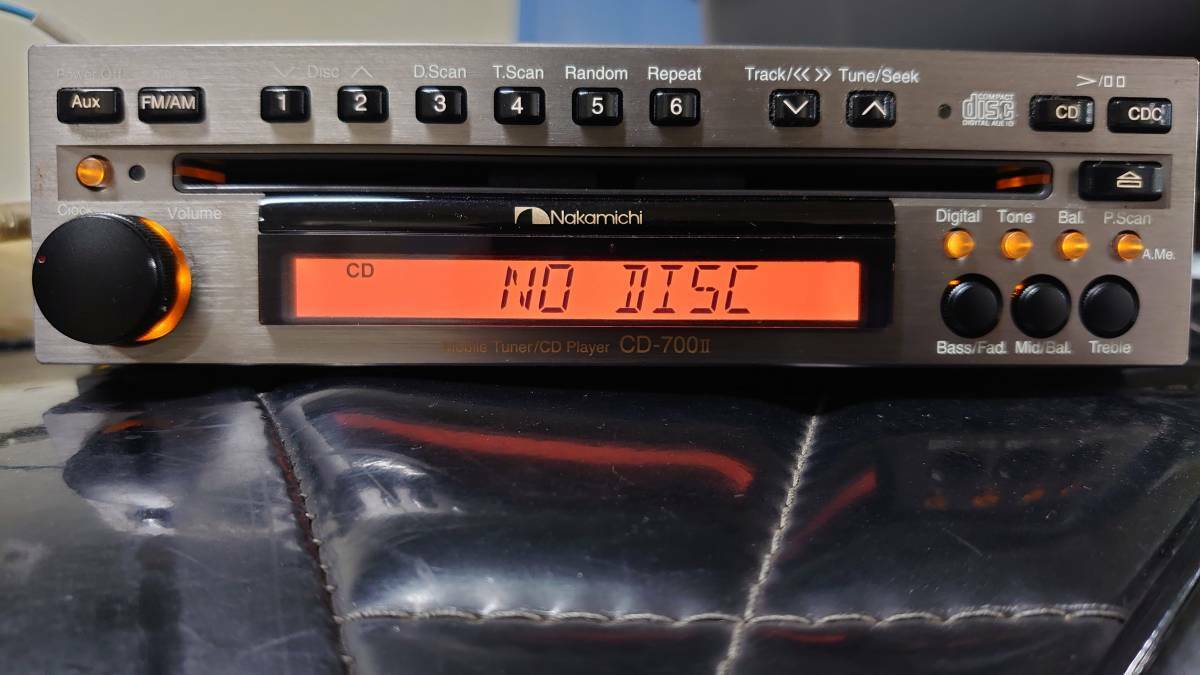 Power Off
Disc D.Scan T.Scan Random Repeat Track/<< >> Tune/Seek >/▯▯
Aux FM/AM 1 2 3 4 5 6 COMPACT disc DIGITAL AUDIO CD CDC
Clock Volume
Nakamichi
Digital Tone Bal. P.Scan
A.Me.
CD NO DISC
Mobile Tuner/CD Player CD-700II
Bass/Fad. Mid/Bal. Treble